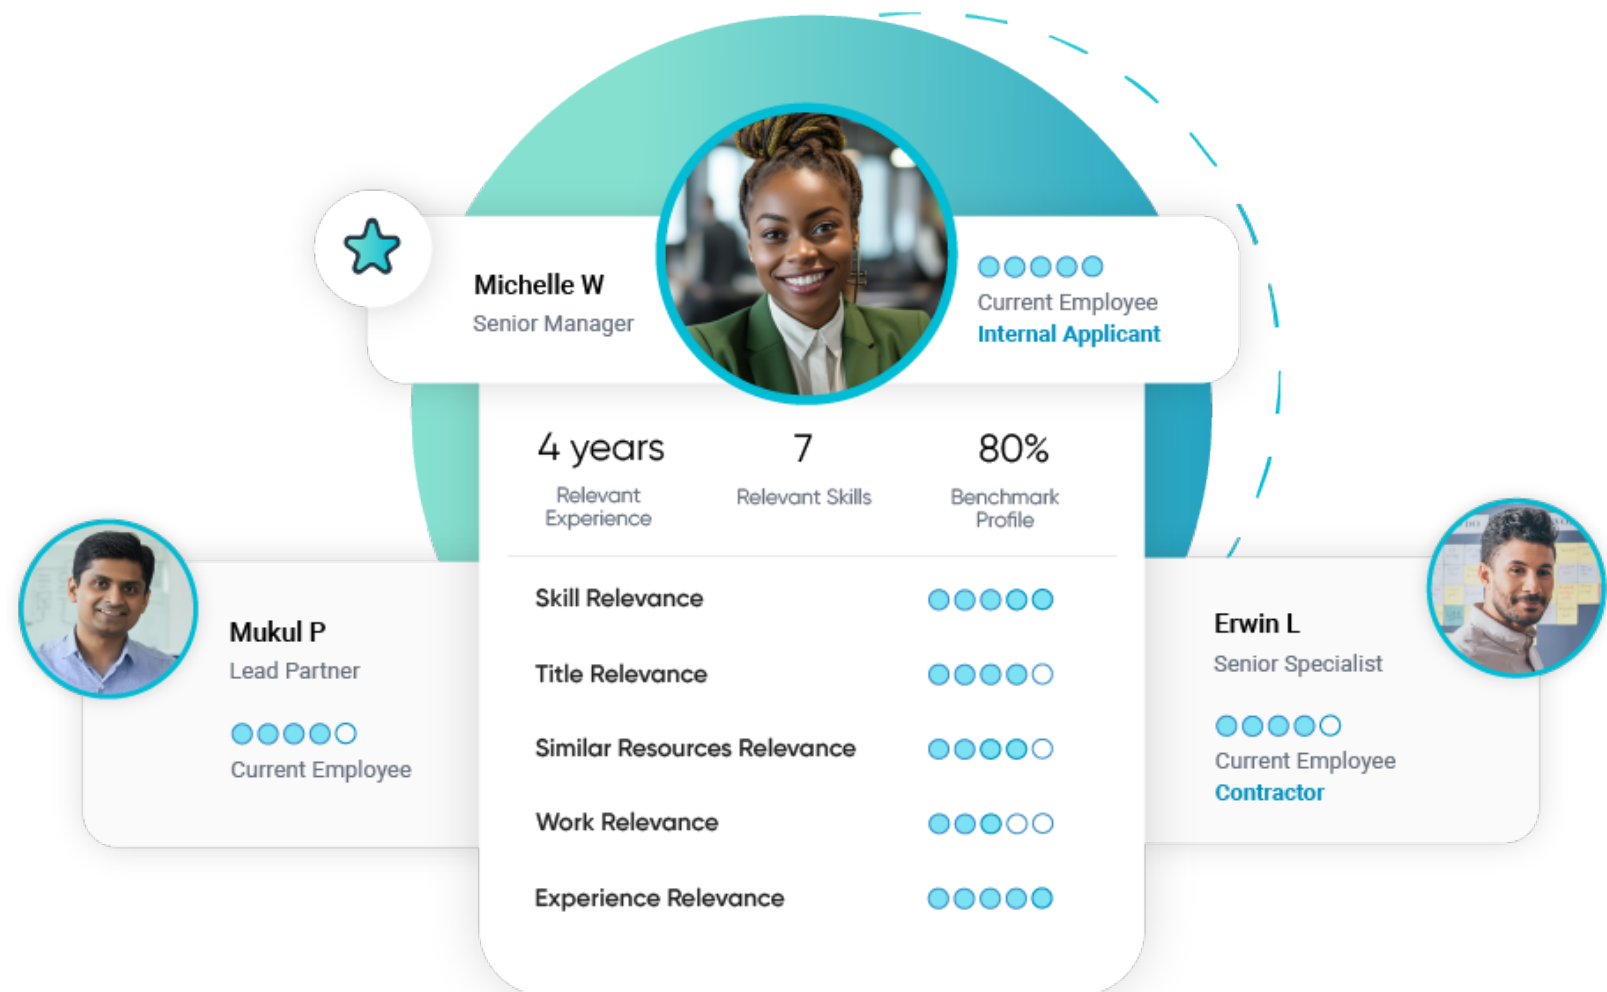 Michelle W
Senior Manager
Current Employee
Internal Applicant
4 years
Relevant
Experience
7
Relevant Skills
80%
Benchmark
Profile
Skill Relevance
Title Relevance
Similar Resources Relevance
Work Relevance
Experience Relevance
Mukul P
Lead Partner
Current Employee
Erwin L
Senior Specialist
Current Employee
Contractor